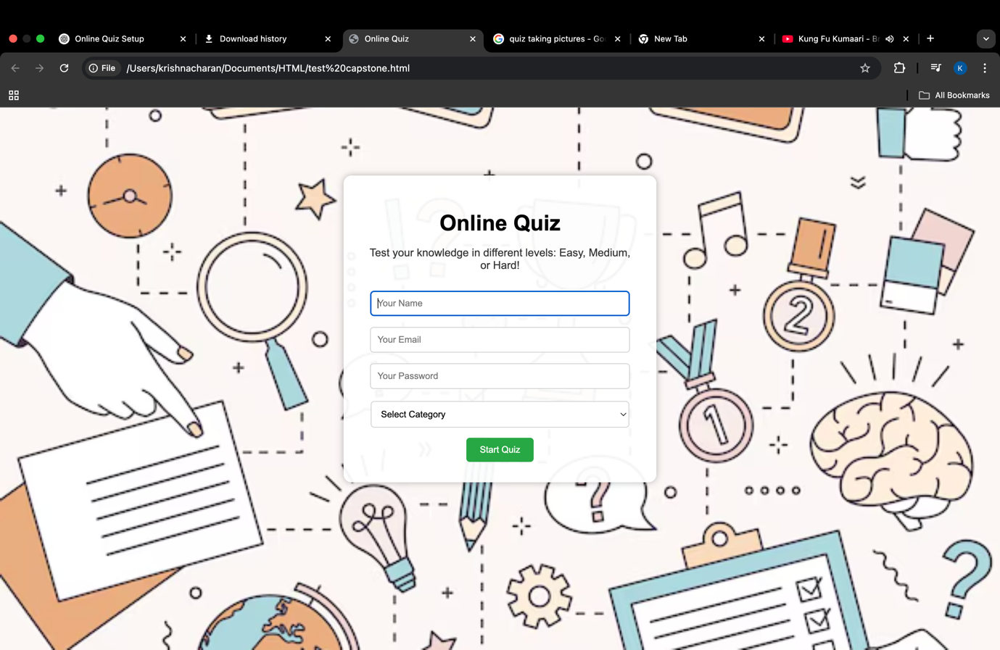 Online Quiz Setup
Download history
Online Quiz
quiz taking pictures - Goo
New Tab
Kung Fu Kumaari - Br
File
/Users/krishnacharan/Documents/HTML/test%20capstone.html
K
All Bookmarks
Online Quiz
Test your knowledge in different levels: Easy, Medium,
or Hard!
Your Name
Your Email
Your Password
Select Category
Start Quiz
2
1
?
?